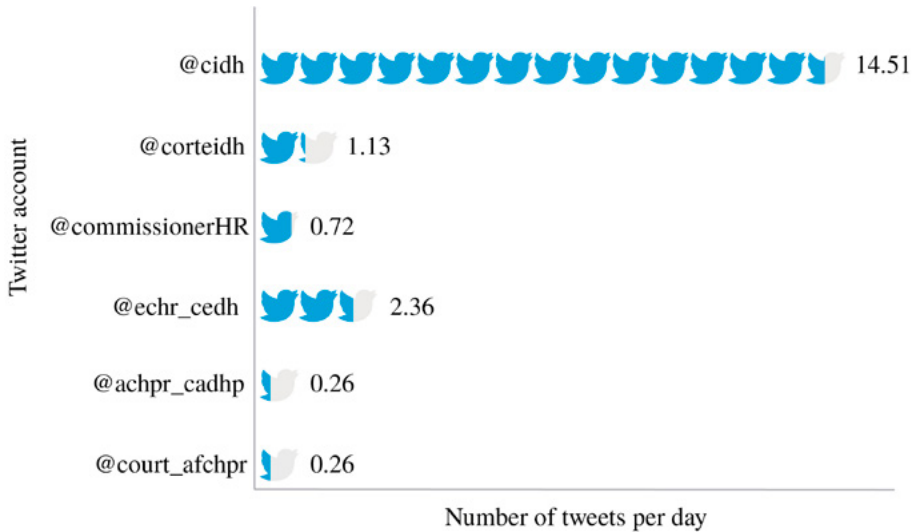 @cidh 14.51
@corteidh 1.13
@commissionerHR 0.72
@echr_cedh 2.36
@achpr_cadhp 0.26
@court_afchpr 0.26
Twitter account
Number of tweets per day